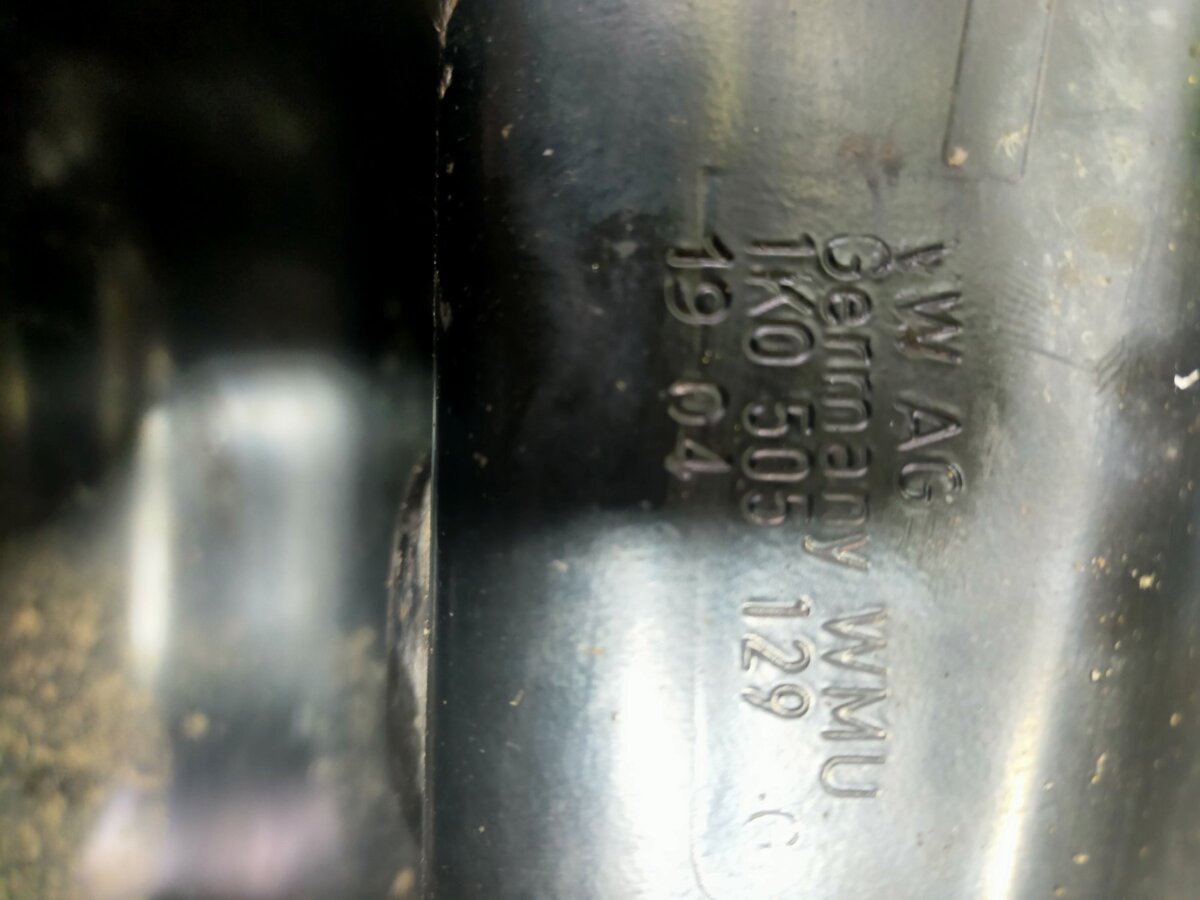 VW AG
Germany WMU
1K0 505 129 G
19 04